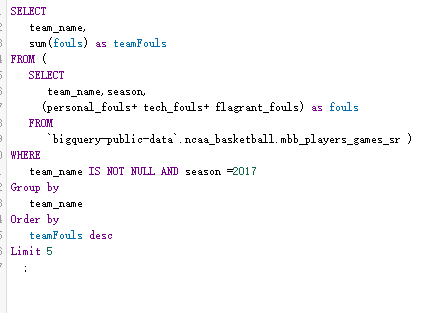 SELECT
team_name,
sum(fouls) as teamFouls
FROM (
SELECT
team_name,season,
(personal_fouls+ tech_fouls+ flagrant_fouls) as fouls
FROM
`bigquery-public-data`.ncaa_basketball.mbb_players_games_sr )
WHERE
team_name IS NOT NULL AND season =2017
Group by
team_name
Order by
teamFouls desc
Limit 5
;